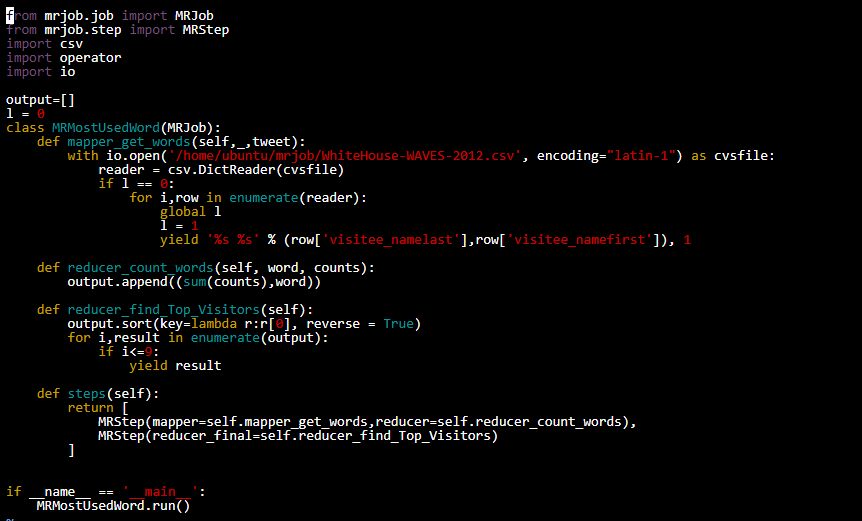 from mrjob.job import MRJob
from mrjob.step import MRStep
import csv
import operator
import io

output=[]
l = 0
class MRMostUsedWord(MRJob):
    def mapper_get_words(self,_,tweet):
        with io.open('/home/ubuntu/mrjob/WhiteHouse-WAVES-2012.csv', encoding="latin-1") as cvsfile:
            reader = csv.DictReader(cvsfile)
            if l == 0:
                for i,row in enumerate(reader):
                    global l
                    l = 1
                    yield '%s %s' % (row['visitee_namelast'],row['visitee_namefirst']), 1

    def reducer_count_words(self, word, counts):
        output.append((sum(counts),word))

    def reducer_find_Top_Visitors(self):
        output.sort(key=lambda r:r[0], reverse = True)
        for i,result in enumerate(output):
            if i<=9:
                yield result

    def steps(self):
        return [
            MRStep(mapper=self.mapper_get_words,reducer=self.reducer_count_words),
            MRStep(reducer_final=self.reducer_find_Top_Visitors)
        ]


if __name__ == '__main__':
    MRMostUsedWord.run()